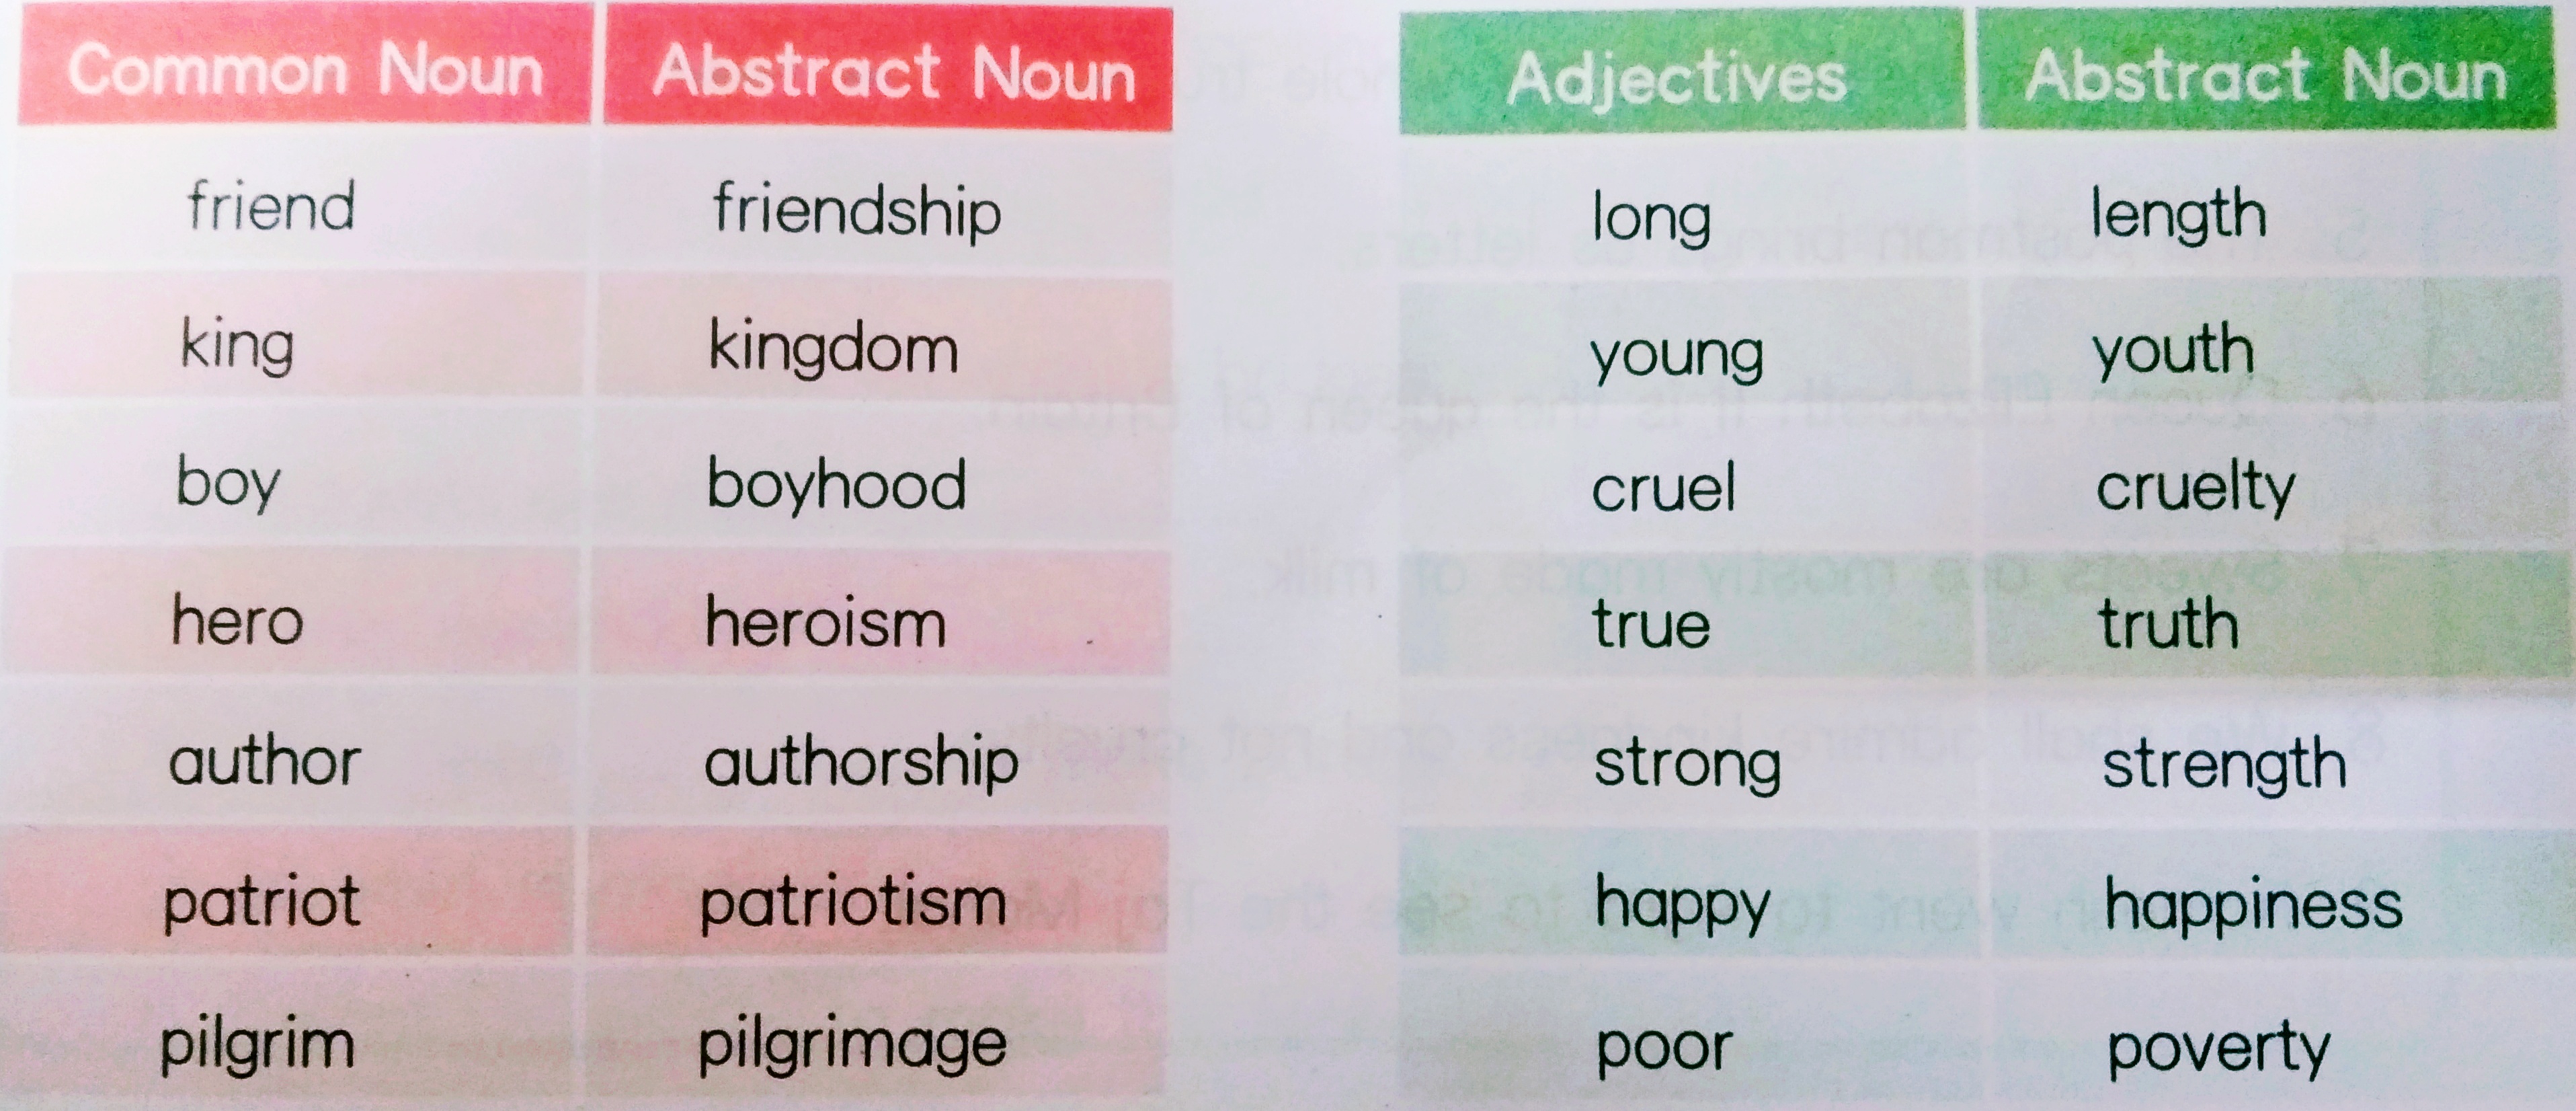 Common Noun Abstract Noun
friend friendship
king kingdom
boy boyhood
hero heroism
author authorship
patriot patriotism
pilgrim pilgrimage
Adjectives Abstract Noun
long length
young youth
cruel cruelty
true truth
strong strength
happy happiness
poor poverty